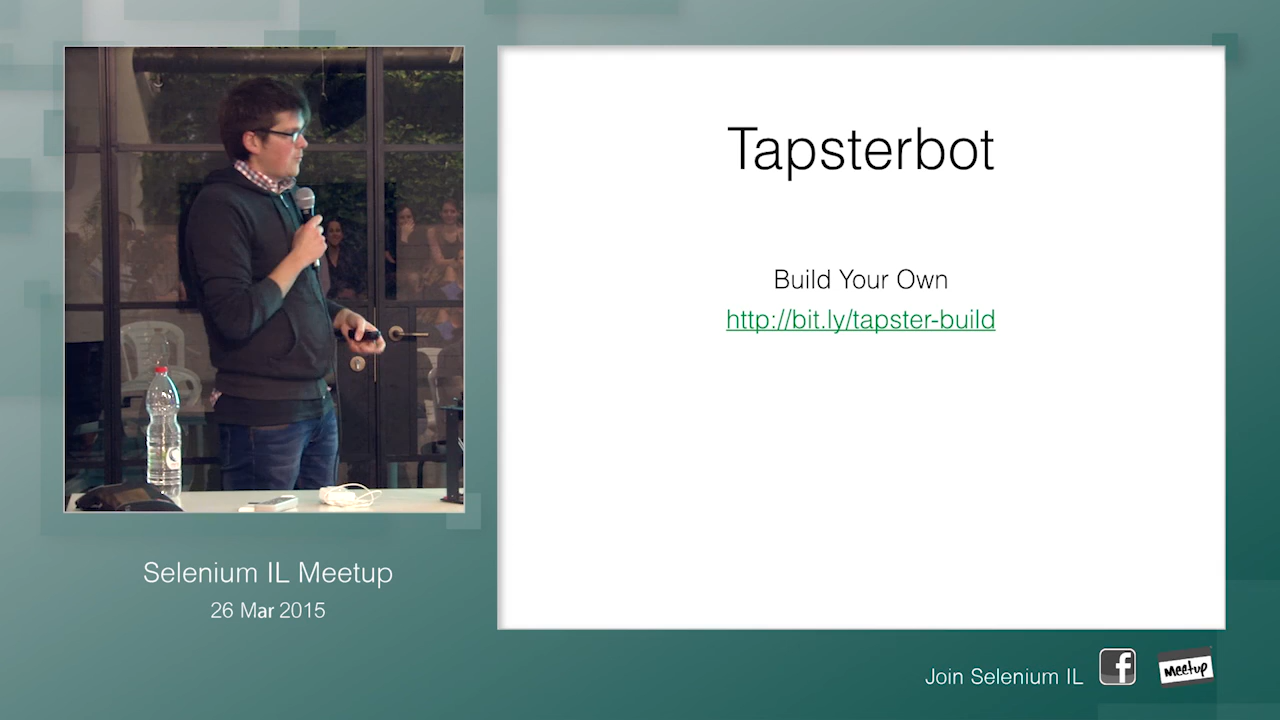 Tapsterbot
Build Your Own
http://bit.ly/tapster-build
Selenium IL Meetup
26 Mar 2015
Join Selenium IL
f
Meetup